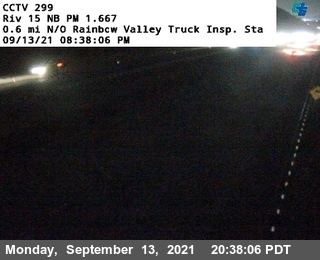 CCTV 299
Riv 15 NB PM 1.667
0.6 mi N/O Rainbow Valley Truck Insp. Sta
09/13/21 08:38:06 PM
Monday, September 13, 2021 20:38:06 PDT